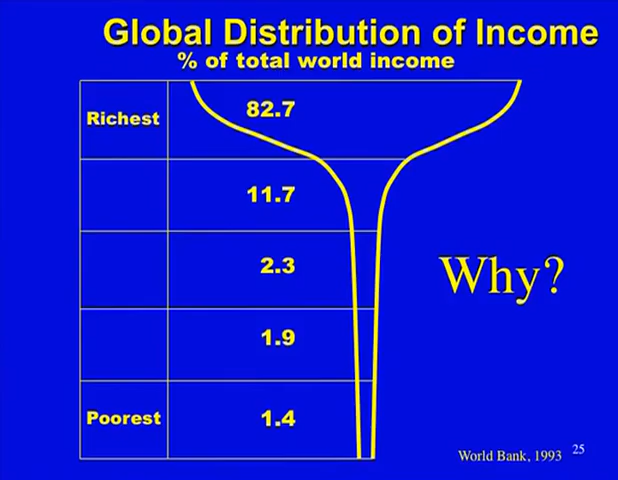 Global Distribution of Income
% of total world income
Richest 82.7
11.7
2.3
Why?
1.9
Poorest 1.4
World Bank, 1993 25